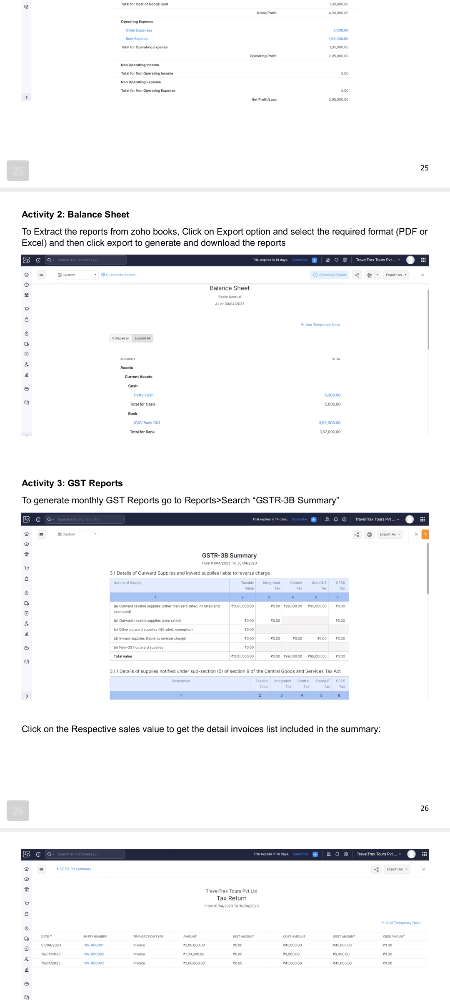 Total for Cost of Goods Sold 7,00,000.00
Gross Profit 4,00,000.00
Operating Expense
Other Expenses 5,000.00
Rent Expense 1,00,000.00
Total for Operating Expense 1,05,000.00
Operating Profit 2,95,000.00
Non Operating Income
Total for Non Operating Income 0.00
Non Operating Expense
Total for Non Operating Expense 0.00
Net Profit/Loss 2,95,000.00
25
25
Activity 2: Balance Sheet
To Extract the reports from zoho books, Click on Export option and select the required format (PDF or
Excel) and then click export to generate and download the reports
Search in Customers ( / ) Trial expires in 14 days. Subscribe TravelTrax Tours Pvt ...
Custom Customize Report Schedule Report Export As
Balance Sheet
Basis: Accrual
As of 30/04/2023
+ Add Temporary Note
Collapse all Expand All
ACCOUNT TOTAL
Assets
Current Assets
Cash
Petty Cash 5,000.00
Total for Cash 5,000.00
Bank
ICICI Bank 001 3,62,000.00
Total for Bank 3,62,000.00
Activity 3: GST Reports
To generate monthly GST Reports go to Reports>Search “GSTR-3B Summary”
Search in Customers ( / ) Trial expires in 14 days. Subscribe TravelTrax Tours Pvt ...
Custom Export As ?
GSTR-3B Summary
From 01/04/2023 To 30/04/2023
3.1 Details of Outward Supplies and inward supplies liable to reverse charge
Nature of Supply Taxable Integrated Central State/UT CESS
Value Tax Tax Tax Tax
1 2 3 4 5 6
(a) Outward taxable supplies (other than zero rated, nil rated and ₹11,00,000.00 ₹0.00 ₹99,000.00 ₹99,000.00 ₹0.00
exempted)
(b) Outward taxable supplies (zero rated) ₹0.00 ₹0.00 ₹0.00
(c) Other outward supplies (Nil rated, exempted) ₹0.00
(d) Inward supplies (liable to reverse charge) ₹0.00 ₹0.00 ₹0.00 ₹0.00 ₹0.00
(e) Non-GST outward supplies ₹0.00
Total value ₹11,00,000.00 ₹0.00 ₹99,000.00 ₹99,000.00 ₹0.00
3.1.1 Details of supplies notified under sub-section (5) of section 9 of the Central Goods and Services Tax Act
Description Taxable Integrated Central State/UT CESS
Value Tax Tax Tax Tax
1 2 3 4 5 6
Click on the Respective sales value to get the detail invoices list included in the summary:
26
26
Search in Customers ( / ) Trial expires in 14 days. Subscribe TravelTrax Tours Pvt ...
GSTR-3B Summary Export As
TravelTrax Tours Pvt Ltd
Tax Return
From 01/04/2023 To 30/04/2023
+ Add Temporary Note
DATE ENTRY NUMBER TRANSACTION TYPE AMOUNT IGST AMOUNT CGST AMOUNT SGST AMOUNT CESS AMOUNT
05/04/2023 INV-000001 Invoice ₹5,00,000.00 ₹0.00 ₹45,000.00 ₹45,000.00 ₹0.00
10/04/2023 INV-000002 Invoice ₹1,00,000.00 ₹0.00 ₹9,000.00 ₹9,000.00 ₹0.00
15/04/2023 INV-000003 Invoice ₹5,00,000.00 ₹0.00 ₹45,000.00 ₹45,000.00 ₹0.00